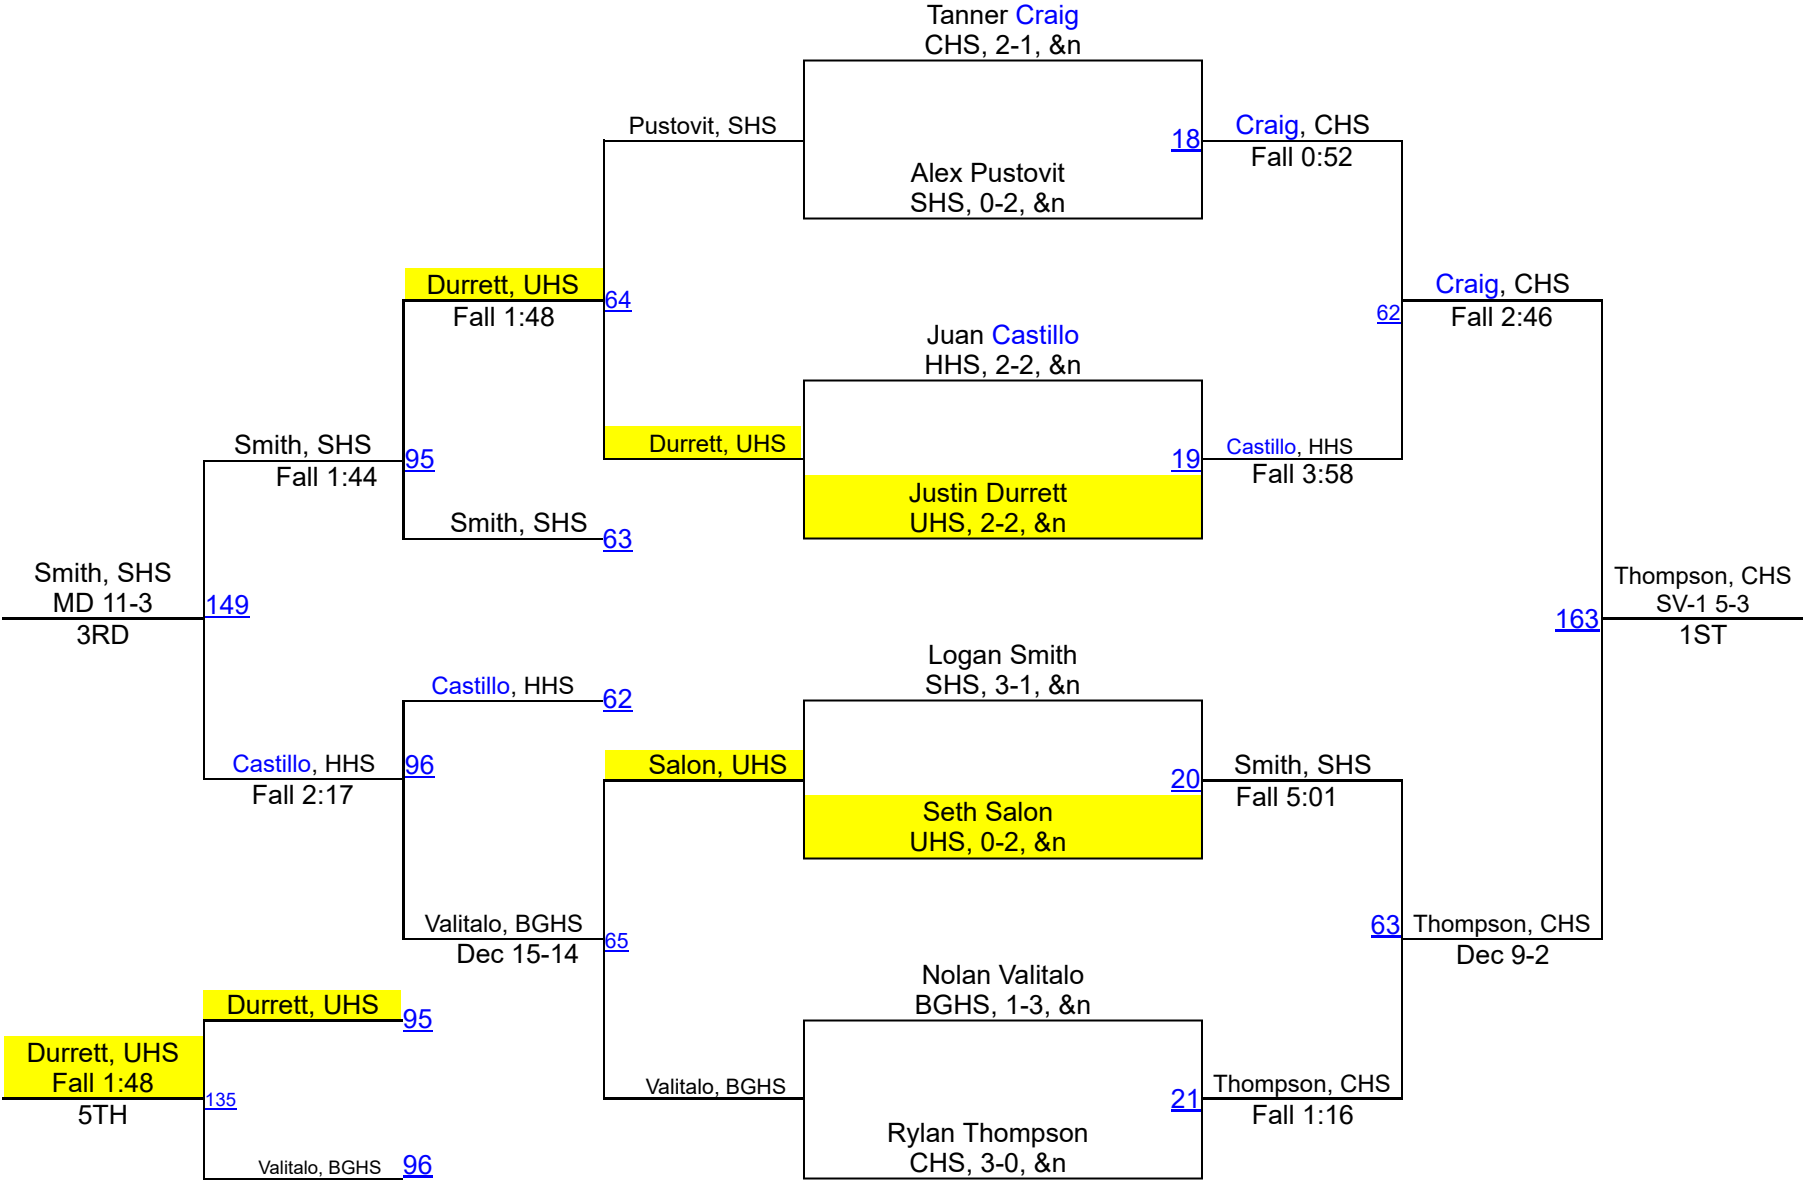 Tanner Craig
CHS, 2-1, &n
Pustovit, SHS
18
Craig, CHS
Fall 0:52
Alex Pustovit
SHS, 0-2, &n
Durrett, UHS
Fall 1:48
64
Craig, CHS
Fall 2:46
62
Juan Castillo
HHS, 2-2, &n
Smith, SHS
Fall 1:44
95
Durrett, UHS
19
Castillo, HHS
Fall 3:58
Justin Durrett
UHS, 2-2, &n
Smith, SHS
63
Smith, SHS
MD 11-3
3RD
149
Thompson, CHS
SV-1 5-3
1ST
163
Logan Smith
SHS, 3-1, &n
Castillo, HHS
62
Castillo, HHS
Fall 2:17
96
Salon, UHS
20
Smith, SHS
Fall 5:01
Seth Salon
UHS, 0-2, &n
Valitalo, BGHS
Dec 15-14
65
63
Thompson, CHS
Dec 9-2
Nolan Valitalo
BGHS, 1-3, &n
Durrett, UHS
95
Durrett, UHS
Fall 1:48
5TH
135
Valitalo, BGHS
21
Thompson, CHS
Fall 1:16
Rylan Thompson
CHS, 3-0, &n
Valitalo, BGHS
96